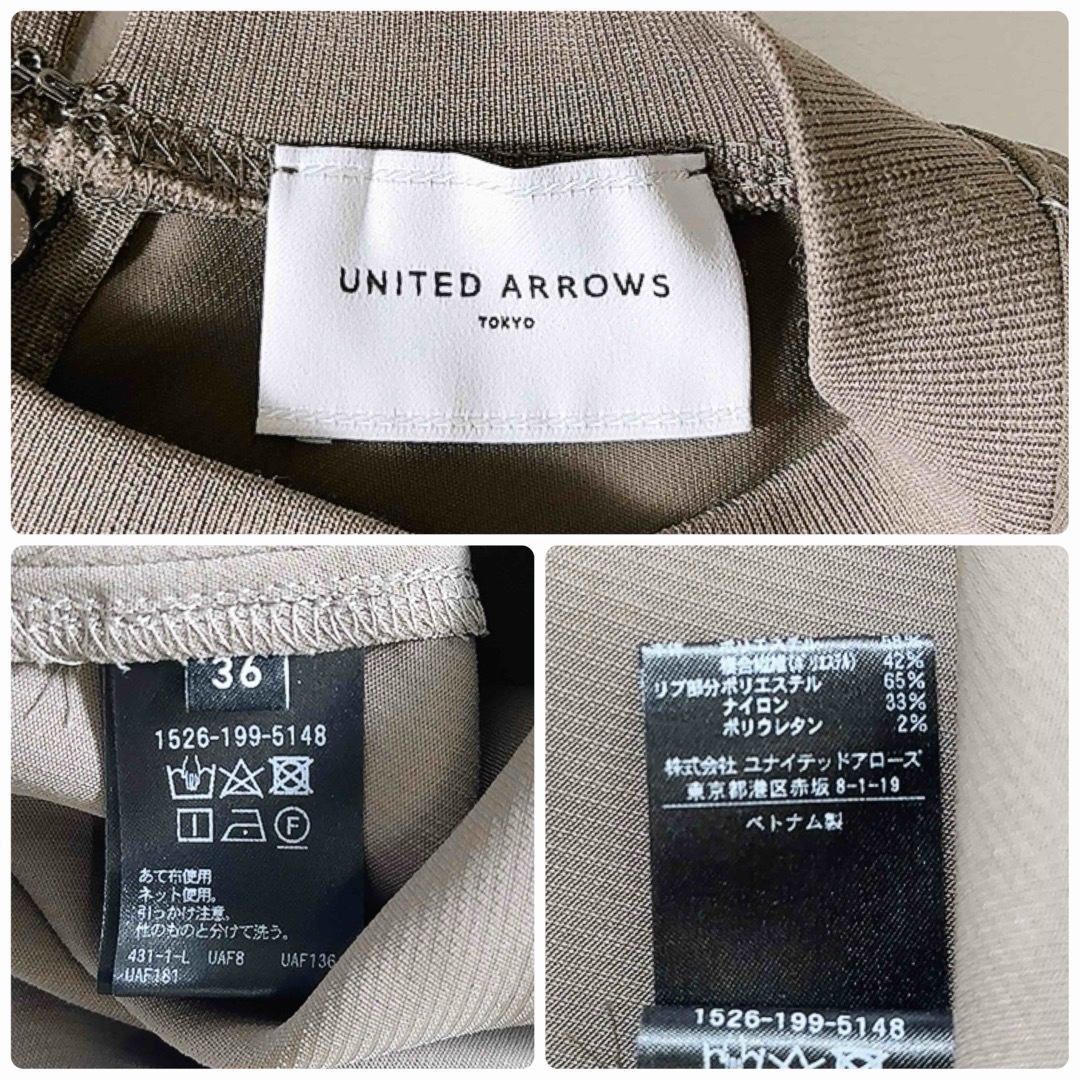 UNITED ARROWS
TOKYO
36
1526-199-5148
F
あて布使用
ネット使用。
引っかけ注意。
他のものと分けて洗う。
431-1-L UAF8 UAF136
UAF181
複合繊維(ポリエステル) 42%
リブ部分ポリエステル 65%
ナイロン 33%
ポリウレタン 2%
株式会社 ユナイテッドアローズ
東京都港区赤坂 8-1-19
ベトナム製
1526-199-5148